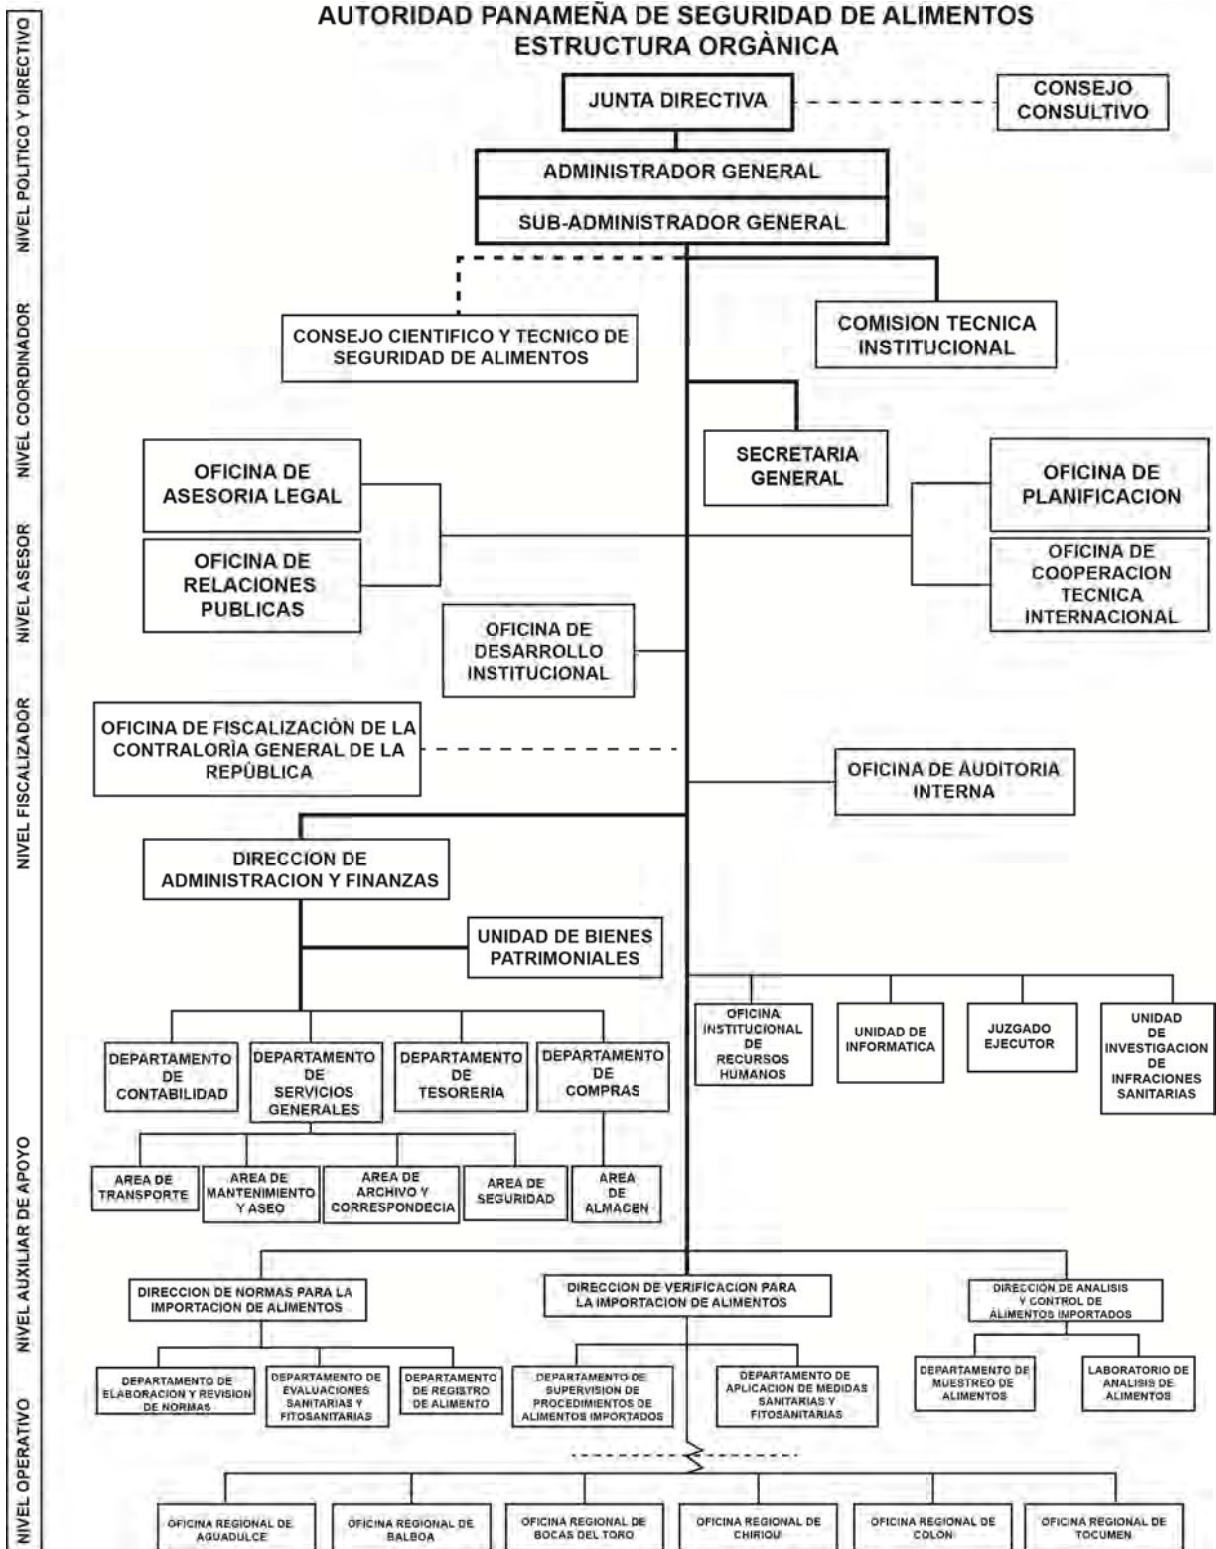 AUTORIDAD PANAMEÑA DE SEGURIDAD DE ALIMENTOS
ESTRUCTURA ORGÀNICA
NIVEL POLITICO Y DIRECTIVO
JUNTA DIRECTIVA
CONSEJO
CONSULTIVO
ADMINISTRADOR GENERAL
SUB-ADMINISTRADOR GENERAL
NIVEL COORDINADOR
CONSEJO CIENTIFICO Y TECNICO DE
SEGURIDAD DE ALIMENTOS
COMISION TECNICA
INSTITUCIONAL
SECRETARIA
GENERAL
NIVEL ASESOR
OFICINA DE
ASESORIA LEGAL
OFICINA DE
PLANIFICACION
OFICINA DE
RELACIONES
PUBLICAS
OFICINA DE
COOPERACION
TECNICA
INTERNACIONAL
OFICINA DE
DESARROLLO
INSTITUCIONAL
NIVEL FISCALIZADOR
OFICINA DE FISCALIZACIÒN DE LA
CONTRALORÌA GENERAL DE LA
REPÙBLICA
OFICINA DE AUDITORIA
INTERNA
NIVEL AUXILIAR DE APOYO
DIRECCION DE
ADMINISTRACION Y FINANZAS
UNIDAD DE BIENES
PATRIMONIALES
OFICINA
INSTITUCIONAL
DE
RECURSOS
HUMANOS
UNIDAD DE
INFORMATICA
JUZGADO
EJECUTOR
UNIDAD
DE
INVESTIGACION
DE
INFRACIONES
SANITARIAS
DEPARTAMENTO
DE
CONTABILIDAD
DEPARTAMENTO
DE
SERVICIOS
GENERALES
DEPARTAMENTO
DE
TESORERIA
DEPARTAMENTO
DE
COMPRAS
AREA DE
TRANSPORTE
AREA DE
MANTENIMIENTO
Y ASEO
AREA DE
ARCHIVO Y
CORRESPONDECIA
AREA DE
SEGURIDAD
AREA
DE
ALMACEN
NIVEL OPERATIVO
DIRECCION DE NORMAS PARA LA
IMPORTACION DE ALIMENTOS
DIRECCION DE VERIFICACION PARA
LA IMPORTACION DE ALIMENTOS
DIRECCION DE ANALISIS
Y CONTROL DE
ALIMENTOS IMPORTADOS
DEPARTAMENTO DE
ELABORACION Y REVISION
DE NORMAS
DEPARTAMENTO DE
EVALUACIONES
SANITARIAS Y
FITOSANITARIAS
DEPARTAMENTO
DE REGISTRO
DE ALIMENTO
DEPARTAMENTO DE
SUPERVISION DE
PROCEDIMIENTOS DE
ALIMENTOS IMPORTADOS
DEPARTAMENTO DE
APLICACION DE MEDIDAS
SANITARIAS Y
FITOSANITARIAS
DEPARTAMENTO DE
MUESTREO DE
ALIMENTOS
LABORATORIO DE
ANALISIS DE
ALIMENTOS
OFICINA REGIONAL DE
AGUADULCE
OFICINA REGIONAL DE
BALBOA
OFICINA REGIONAL DE
BOCAS DEL TORO
OFICINA REGIONAL DE
CHIRIQU
OFICINA REGIONAL DE
COLON
OFICINA REGIONAL DE
TOCUMEN